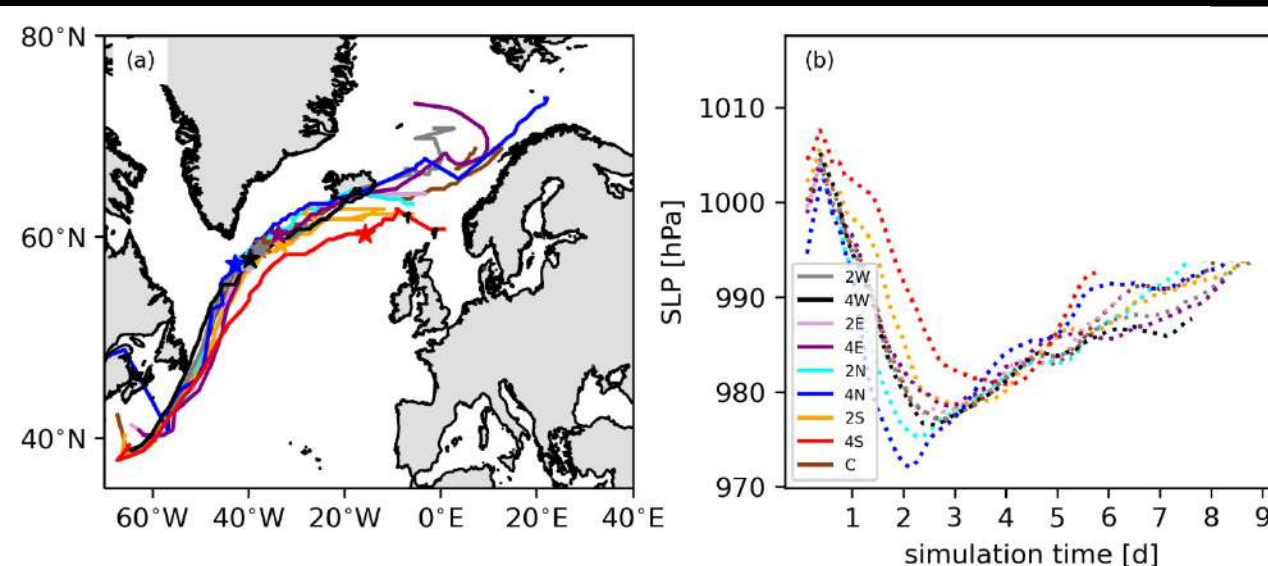 80°N
(a)
60°N
40°N
60°W 40°W 20°W 0°E 20°E 40°E
(b)
1010
1000
990
980
970
SLP [hPa]
2W
4W
2E
4E
2N
4N
2S
4S
C
1 2 3 4 5 6 7 8 9
simulation time [d]